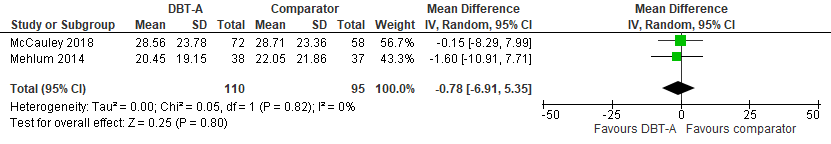 DBT-A Comparator Mean Difference Mean Difference
Study or Subgroup Mean SD Total Mean SD Total Weight IV, Random, 95% CI IV, Random, 95% CI
McCauley 2018 28.56 23.78 72 28.71 23.36 58 56.7% -0.15 [-8.29, 7.99]
Mehlum 2014 20.45 19.15 38 22.05 21.86 37 43.3% -1.60 [-10.91, 7.71]
Total (95% CI) 110 95 100.0% -0.78 [-6.91, 5.35]
Heterogeneity: Tau² = 0.00; Chi² = 0.05, df = 1 (P = 0.82); I² = 0%
Test for overall effect: Z = 0.25 (P = 0.80)
-50 -25 0 25 50
Favours DBT-A Favours comparator